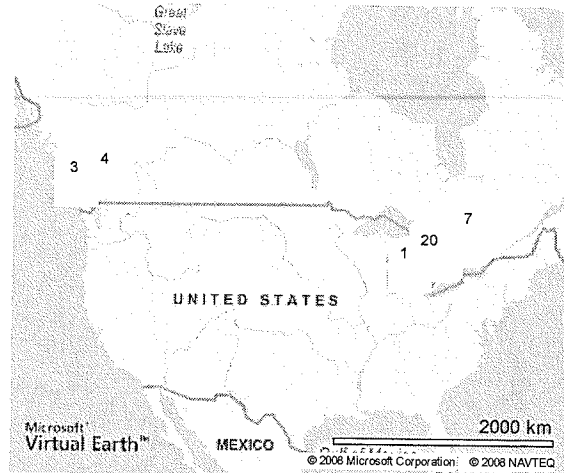 Great
Slave
Lake
3
4
7
20
1
UNITED STATES
2000 km
Microsoft®
Virtual Earth™
MEXICO
© 2008 Microsoft Corporation © 2008 NAVTEQ